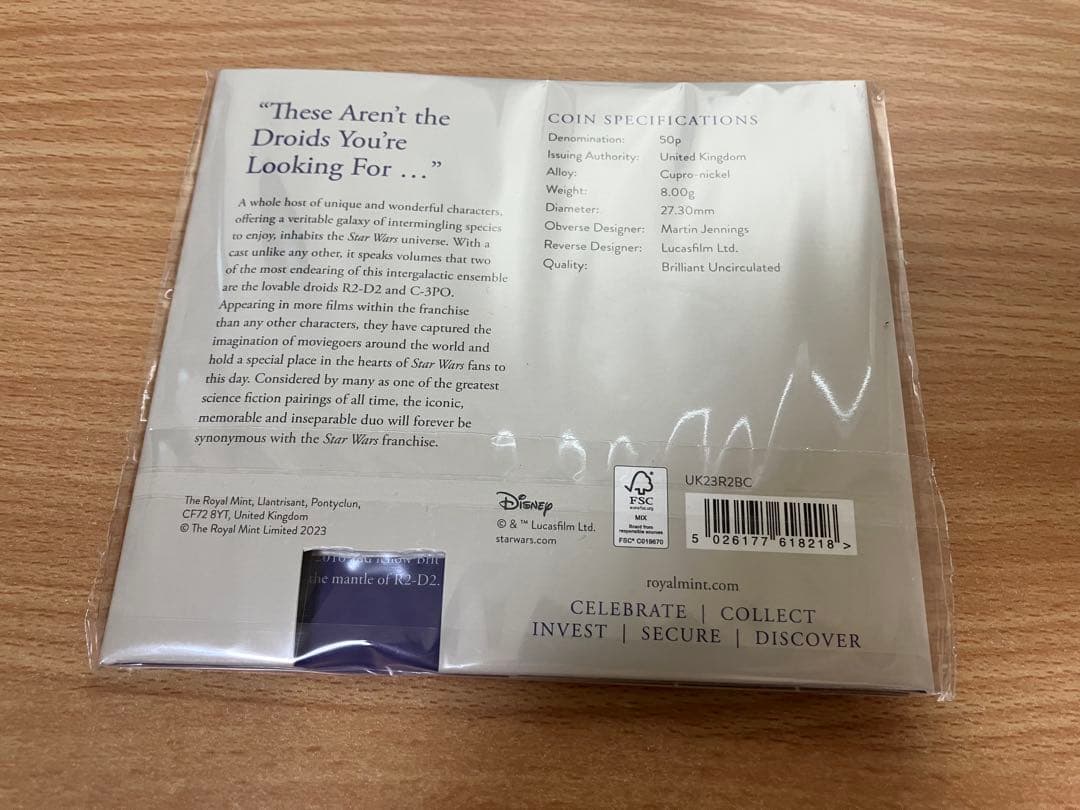 “These Aren’t the
Droids You’re
Looking For ...”
A whole host of unique and wonderful characters,
offering a veritable galaxy of intermingling species
to enjoy, inhabits the Star Wars universe. With a
cast unlike any other, it speaks volumes that two
of the most endearing of this intergalactic ensemble
are the lovable droids R2-D2 and C-3PO.
Appearing in more films within the franchise
than any other characters, they have captured the
imagination of moviegoers around the world and
hold a special place in the hearts of Star Wars fans to
this day. Considered by many as one of the greatest
science fiction pairings of all time, the iconic,
memorable and inseparable duo will forever be
synonymous with the Star Wars franchise.
COIN SPECIFICATIONS
Denomination: 50p
Issuing Authority: United Kingdom
Alloy: Cupro-nickel
Weight: 8.00g
Diameter: 27.30mm
Obverse Designer: Martin Jennings
Reverse Designer: Lucasfilm Ltd.
Quality: Brilliant Uncirculated
The Royal Mint, Llantrisant, Pontyclun,
CF72 8YT, United Kingdom
© The Royal Mint Limited 2023
the mantle of R2-D2.
Disney
© & ™ Lucasfilm Ltd.
starwars.com
FSC
www.fsc.org
MIX
Board from
responsible sources
FSC® C019670
UK23R2BC
5 026177 618218 >
royalmint.com
CELEBRATE | COLLECT
INVEST | SECURE | DISCOVER